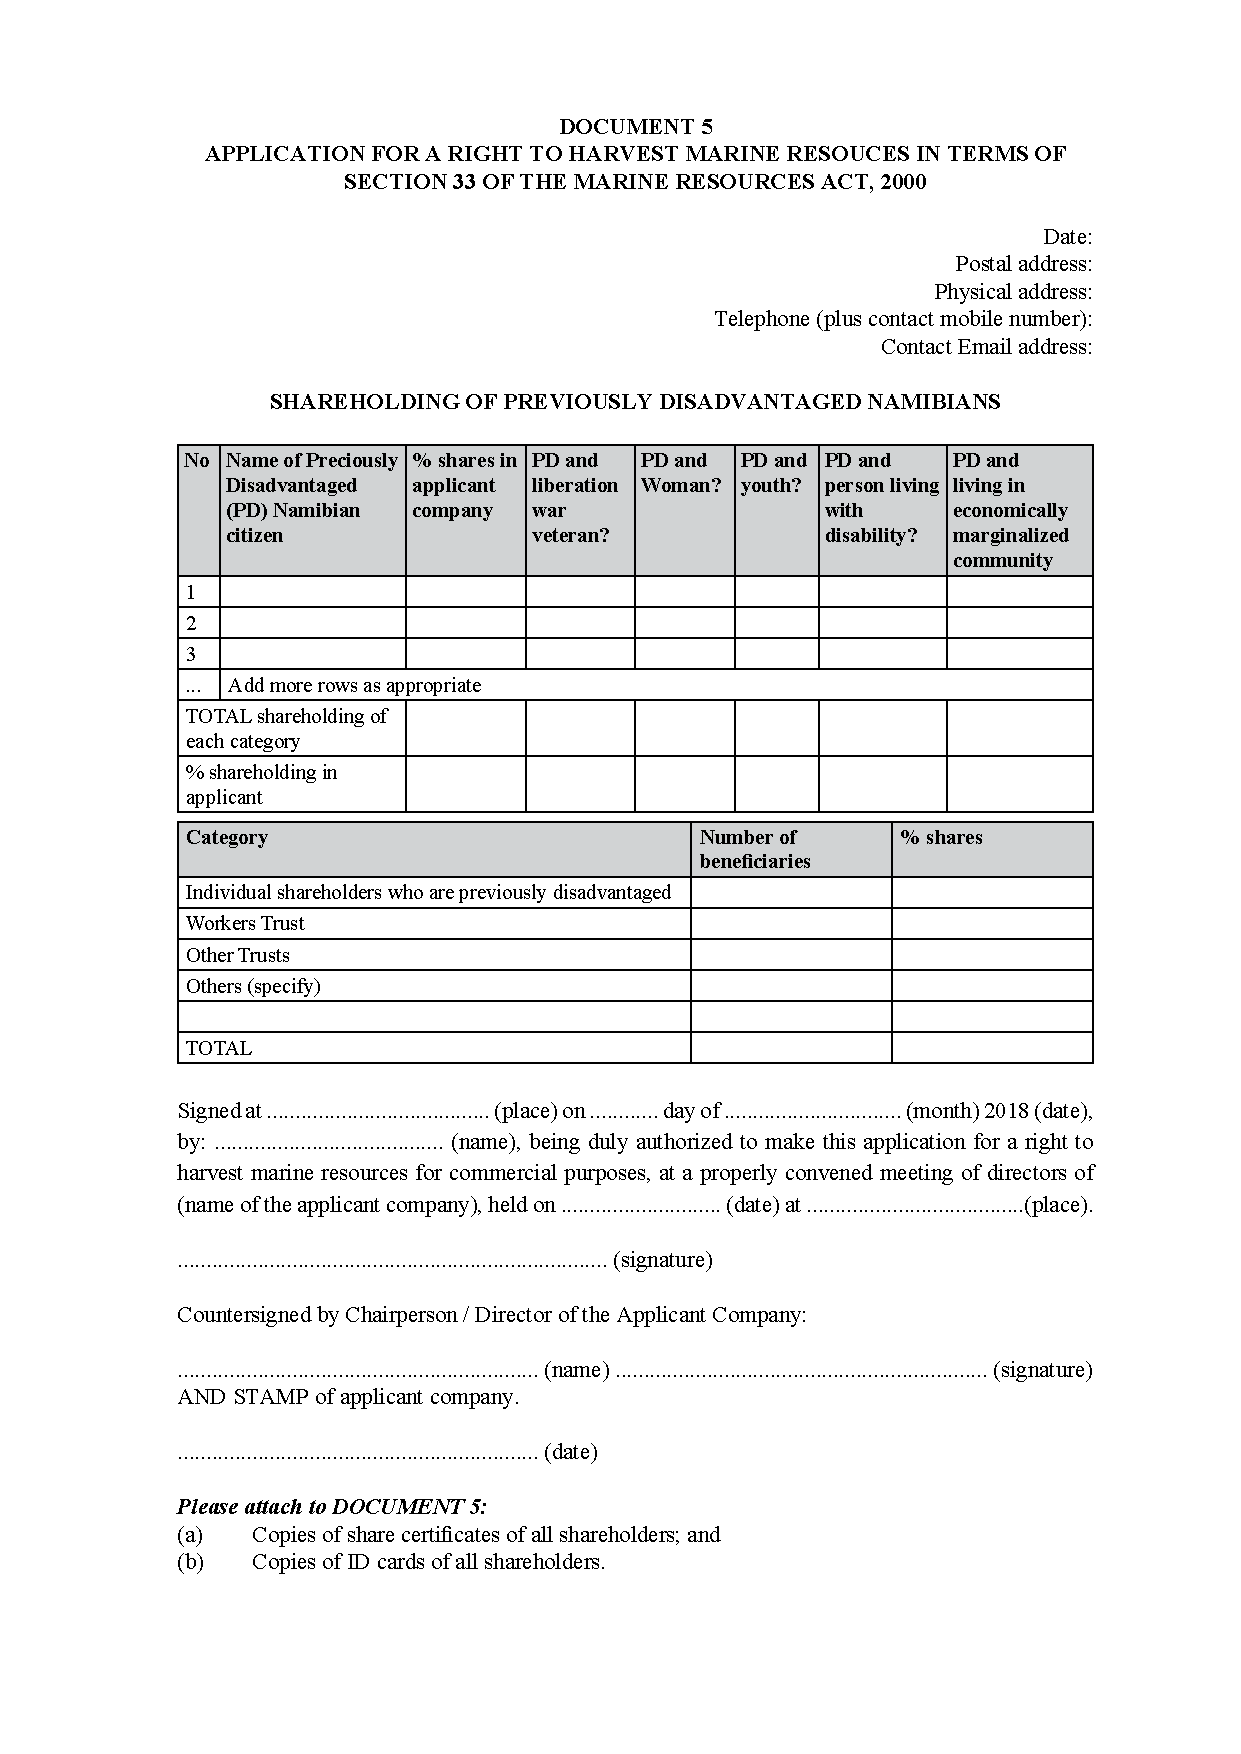 DOCUMENT 5
APPLICATION FOR A RIGHT TO HARVEST MARINE RESOUCES IN TERMS OF
SECTION 33 OF THE MARINE RESOURCES ACT, 2000
Date:
Postal address:
Physical address:
Telephone (plus contact mobile number):
Contact Email address:
SHAREHOLDING OF PREVIOUSLY DISADVANTAGED NAMIBIANS
No Name of Preciously % shares in PD and PD and PD and PD and PD and
Disadvantaged applicant liberation Woman? youth? person living living in
(PD) Namibian company war with economically
citizen veteran? disability? marginalized
community
1
2
3
... Add more rows as appropriate
TOTAL shareholding of
each category
% shareholding in
applicant
Category Number of % shares
beneficiaries
Individual shareholders who are previously disadvantaged
Workers Trust
Other Trusts
Others (specify)
TOTAL
Signed at ....................................... (place) on ............ day of ............................... (month) 2018 (date),
by: ........................................ (name), being duly authorized to make this application for a right to
harvest marine resources for commercial purposes, at a properly convened meeting of directors of
(name of the applicant company), held on ............................ (date) at ......................................(place).
........................................................................... (signature)
Countersigned by Chairperson / Director of the Applicant Company:
............................................................... (name) ................................................................. (signature)
AND STAMP of applicant company.
............................................................... (date)
Please attach to DOCUMENT 5:
(a) Copies of share certificates of all shareholders; and
(b) Copies of ID cards of all shareholders.